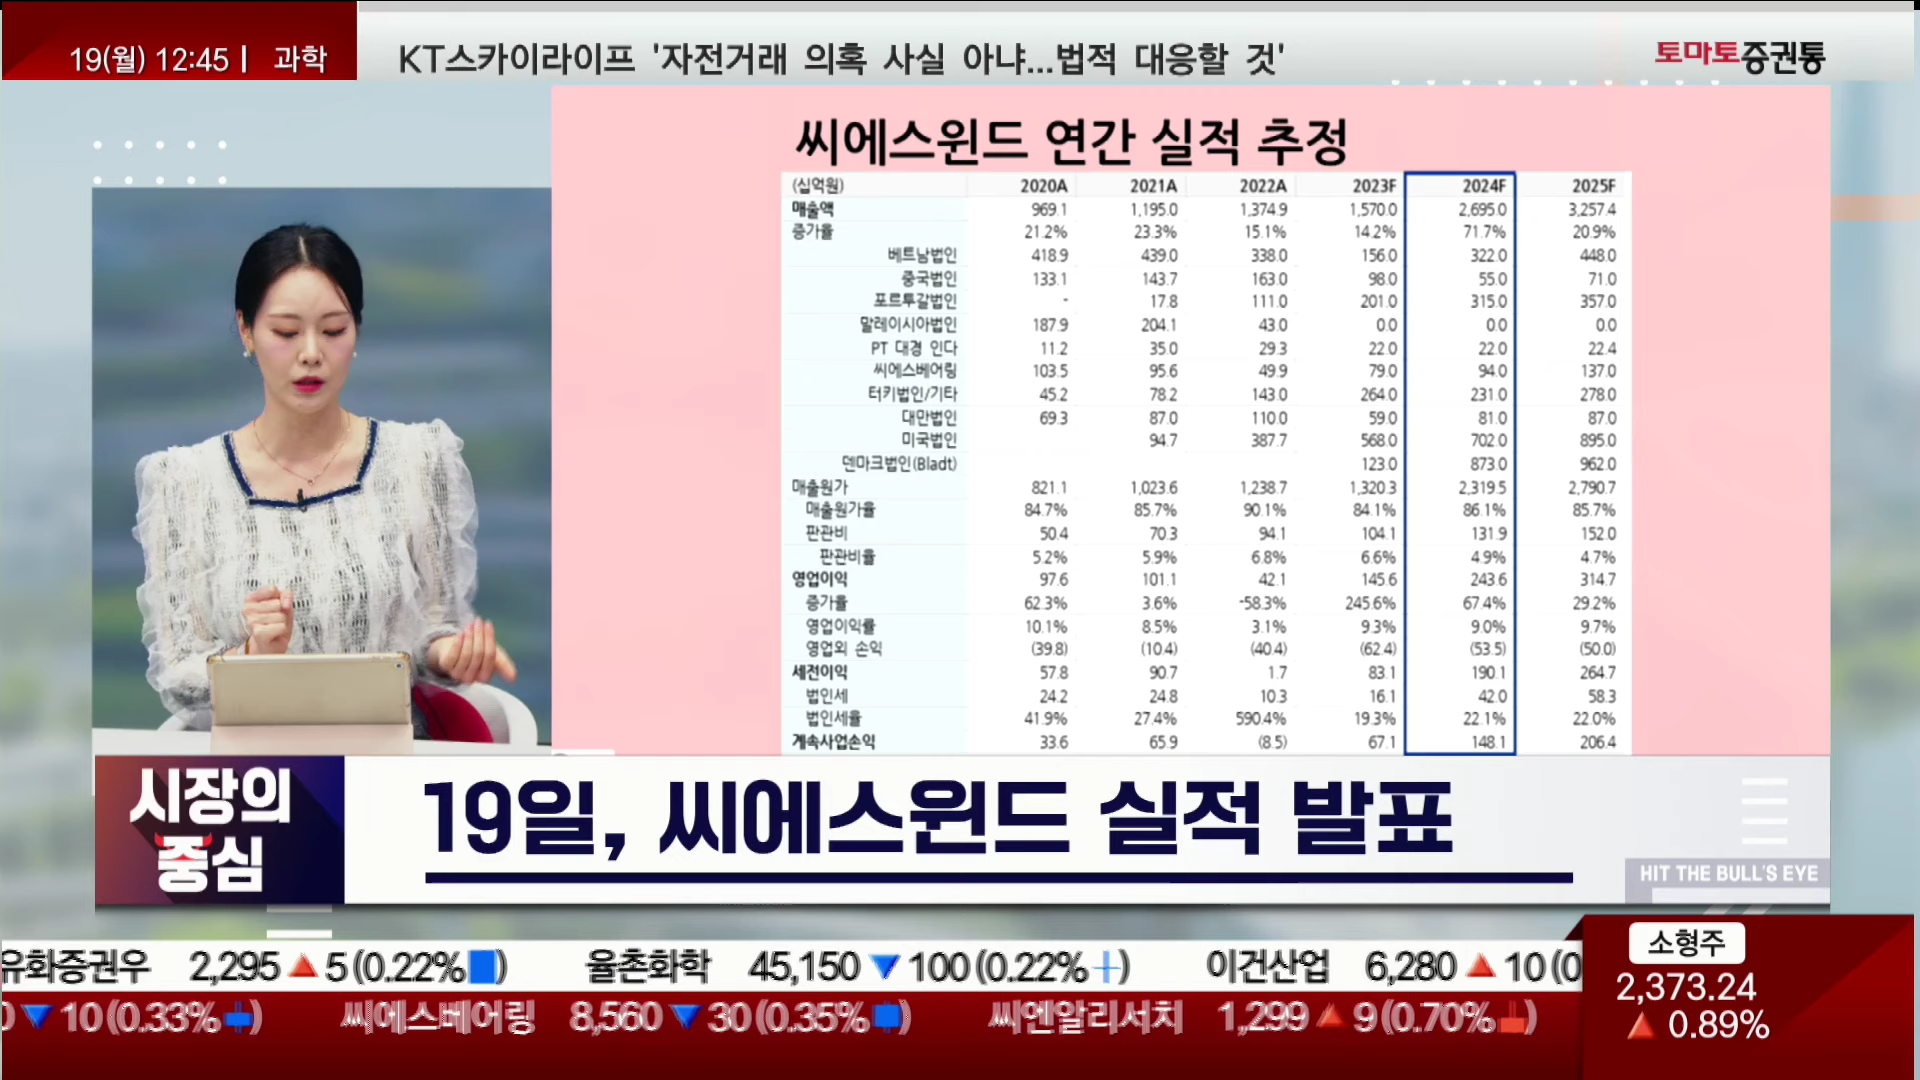 19(월) 12:45 | 과학
KT스카이라이프 '자전거래 의혹 사실 아냐...법적 대응할 것'
토마토증권통
씨에스윈드 연간 실적 추정
(십억원) 2020A 2021A 2022A 2023F 2024F 2025F
매출액 969.1 1,195.0 1,374.9 1,570.0 2,695.0 3,257.4
증가율 21.2% 23.3% 15.1% 14.2% 71.7% 20.9%
베트남법인 418.9 439.0 338.0 156.0 322.0 448.0
중국법인 133.1 143.7 163.0 98.0 55.0 71.0
포르투갈법인 - 17.8 111.0 201.0 315.0 357.0
말레이시아법인 187.9 204.1 43.0 0.0 0.0 0.0
PT 대경 인다 11.2 35.0 29.3 22.0 22.0 22.4
씨에스베어링 103.5 95.6 49.9 79.0 94.0 137.0
터키법인/기타 45.2 78.2 143.0 264.0 231.0 278.0
대만법인 69.3 87.0 110.0 59.0 81.0 87.0
미국법인 94.7 387.7 568.0 702.0 895.0
덴마크법인(Bladt) 123.0 873.0 962.0
매출원가 821.1 1,023.6 1,238.7 1,320.3 2,319.5 2,790.7
매출원가율 84.7% 85.7% 90.1% 84.1% 86.1% 85.7%
판관비 50.4 70.3 94.1 104.1 131.9 152.0
판관비율 5.2% 5.9% 6.8% 6.6% 4.9% 4.7%
영업이익 97.6 101.1 42.1 145.6 243.6 314.7
증가율 62.3% 3.6% -58.3% 245.6% 67.4% 29.2%
영업이익률 10.1% 8.5% 3.1% 9.3% 9.0% 9.7%
영업외 손익 (39.8) (10.4) (40.4) (62.4) (53.5) (50.0)
세전이익 57.8 90.7 1.7 83.1 190.1 264.7
법인세 24.2 24.8 10.3 16.1 42.0 58.3
법인세율 41.9% 27.4% 590.4% 19.3% 22.1% 22.0%
계속사업손익 33.6 65.9 (8.5) 67.1 148.1 206.4
시장의
중심
19일, 씨에스윈드 실적 발표
HIT THE BULL'S EYE
유화증권우 2,295 ▲ 5 (0.22%) 율촌화학 45,150 ▼ 100 (0.22%) 이건산업 6,280 ▲ 10 (0
0 ▼ 10 (0.33%) 씨에스베어링 8,560 ▼ 30 (0.35%) 씨엔알리서치 1,299 ▲ 9 (0.70%)
소형주
2,373.24
▲ 0.89%